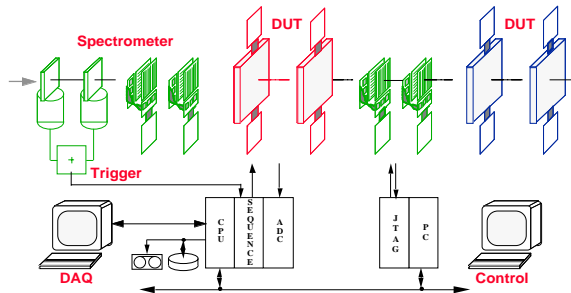 DUT
DUT
Spectrometer
+
Trigger
CPU
SEQUENCE
ADC
JTAG
PC
DAQ
Control